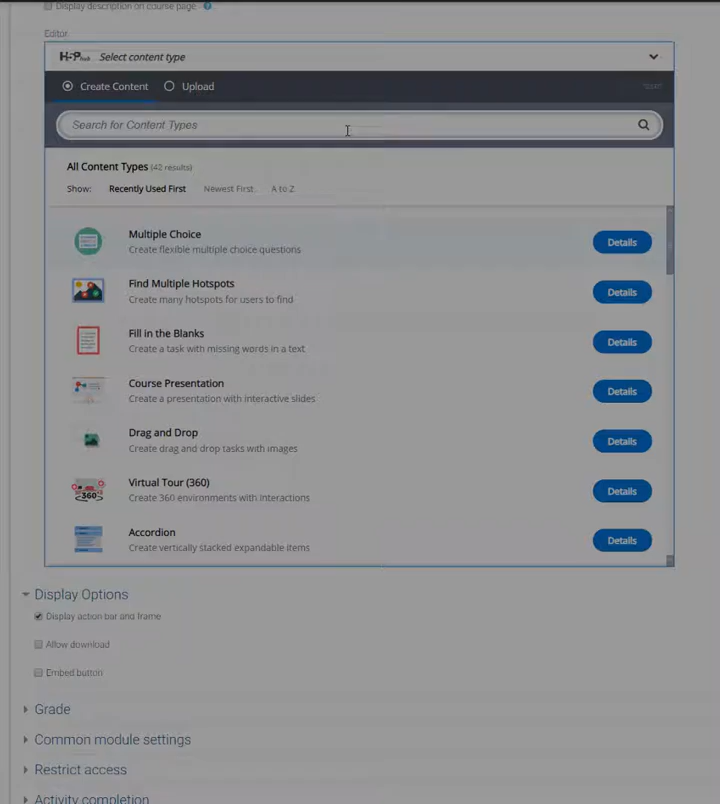 Display description on course page
Editor
H5P hub Select content type
Create Content
Upload
Search for Content Types
All Content Types (42 results)
Show: Recently Used First Newest First A to Z
Multiple Choice
Create flexible multiple choice questions
Details
Find Multiple Hotspots
Create many hotspots for users to find
Details
Fill in the Blanks
Create a task with missing words in a text
Details
Course Presentation
Create a presentation with interactive slides
Details
Drag and Drop
Create drag and drop tasks with images
Details
Virtual Tour (360)
Create 360 environments with interactions
Details
Accordion
Create vertically stacked expandable items
Details
Display Options
Display action bar and frame
Allow download
Embed button
Grade
Common module settings
Restrict access
Activity completion